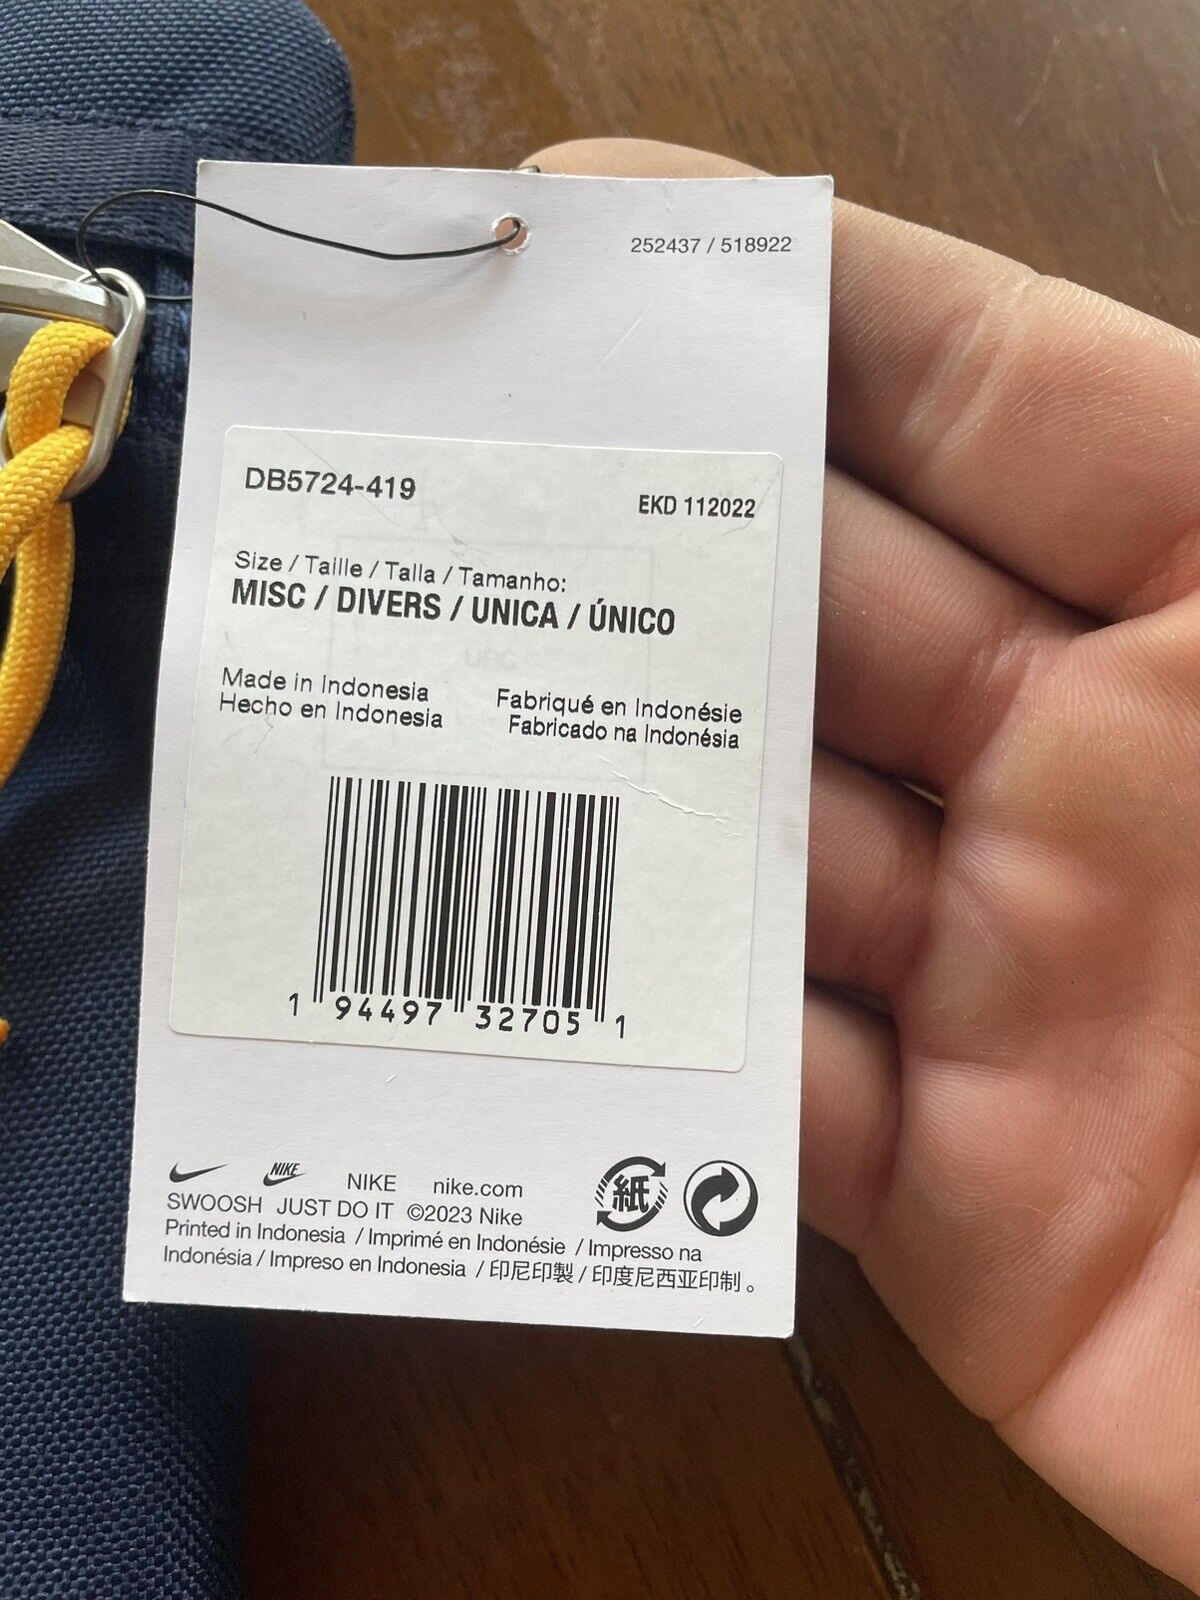 252437 / 518922
DB5724-419
EKD 112022
Size / Taille / Talla / Tamanho:
MISC / DIVERS / UNICA / ÚNICO
Made in Indonesia
Hecho en Indonesia
Fabriqué en Indonésie
Fabricado na Indonésia
1 94497 32705 1
NIKE NIKE nike.com
SWOOSH JUST DO IT ©2023 Nike
Printed in Indonesia / Imprimé en Indonésie / Impresso na
Indonésia / Impreso en Indonesia / 印尼印製 / 印度尼西亚印制。
紙